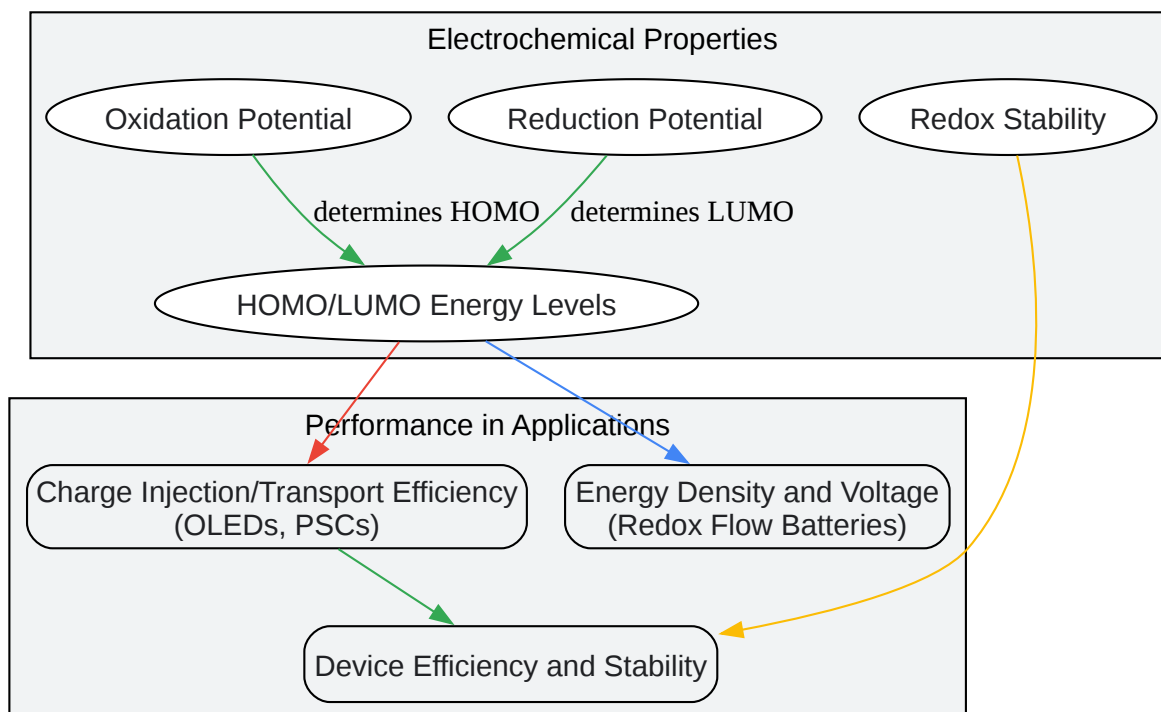 Electrochemical Properties
Oxidation Potential
Reduction Potential
Redox Stability
determines HOMO
determines LUMO
HOMO/LUMO Energy Levels
Performance in Applications
Charge Injection/Transport Efficiency
(OLEDs, PSCs)
Energy Density and Voltage
(Redox Flow Batteries)
Device Efficiency and Stability